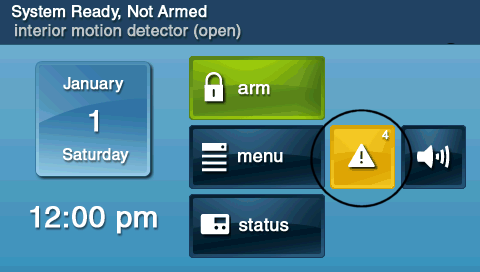 System Ready, Not Armed
interior motion detector (open)
January
1
Saturday
12:00 pm
arm
menu
4
status